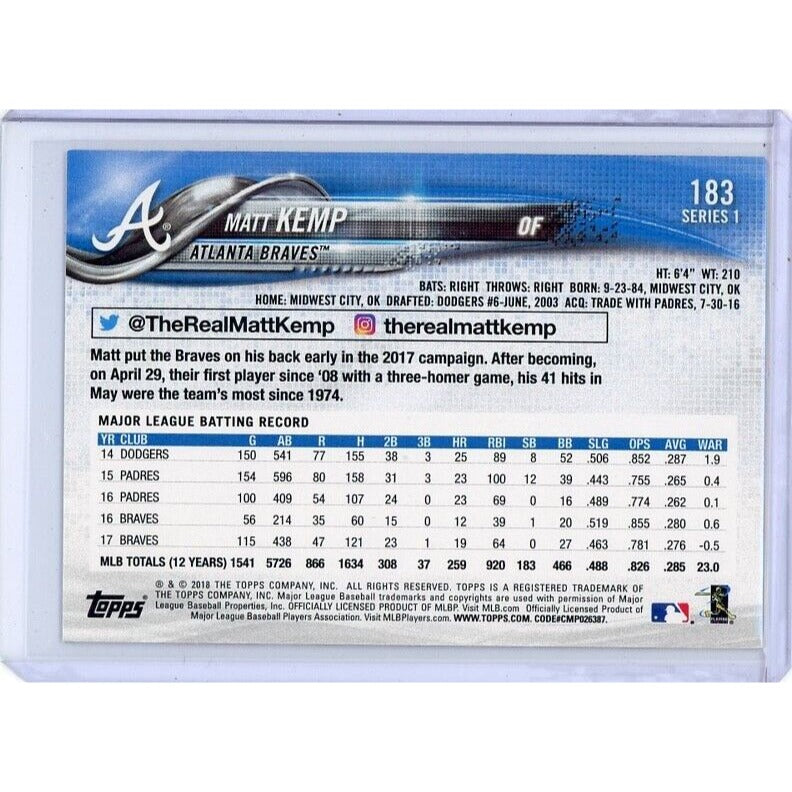 183
SERIES 1
A ®
MATT KEMP OF
ATLANTA BRAVES™
HT: 6'4" WT: 210
BATS: RIGHT THROWS: RIGHT BORN: 9-23-84, MIDWEST CITY, OK
HOME: MIDWEST CITY, OK DRAFTED: DODGERS #6-JUNE, 2003 ACQ: TRADE WITH PADRES, 7-30-16
@TheRealMattKemp therealmattkemp
Matt put the Braves on his back early in the 2017 campaign. After becoming,
on April 29, their first player since '08 with a three-homer game, his 41 hits in
May were the team's most since 1974.
MAJOR LEAGUE BATTING RECORD
YR CLUB G AB R H 2B 3B HR RBI SB BB SLG OPS AVG WAR
14 DODGERS 150 541 77 155 38 3 25 89 8 52 .506 .852 .287 1.9
15 PADRES 154 596 80 158 31 3 23 100 12 39 .443 .755 .265 0.4
16 PADRES 100 409 54 107 24 0 23 69 0 16 .489 .774 .262 0.1
16 BRAVES 56 214 35 60 15 0 12 39 1 20 .519 .855 .280 0.6
17 BRAVES 115 438 47 121 23 1 19 64 0 27 .463 .781 .276 -0.5
MLB TOTALS (12 YEARS) 1541 5726 866 1634 308 37 259 920 183 466 .488 .826 .285 23.0
® & © 2018 THE TOPPS COMPANY, INC. ALL RIGHTS RESERVED. TOPPS IS A REGISTERED TRADEMARK OF
THE TOPPS COMPANY, INC. Major League Baseball trademarks and copyrights are used with permission of Major
League Baseball Properties, Inc. OFFICIALLY LICENSED PRODUCT OF MLBP. Visit MLB.com Officially Licensed Product of
Major League Baseball Players Association. Visit MLBPlayers.com. WWW.TOPPS.COM. CODE#CMP026387.
Topps